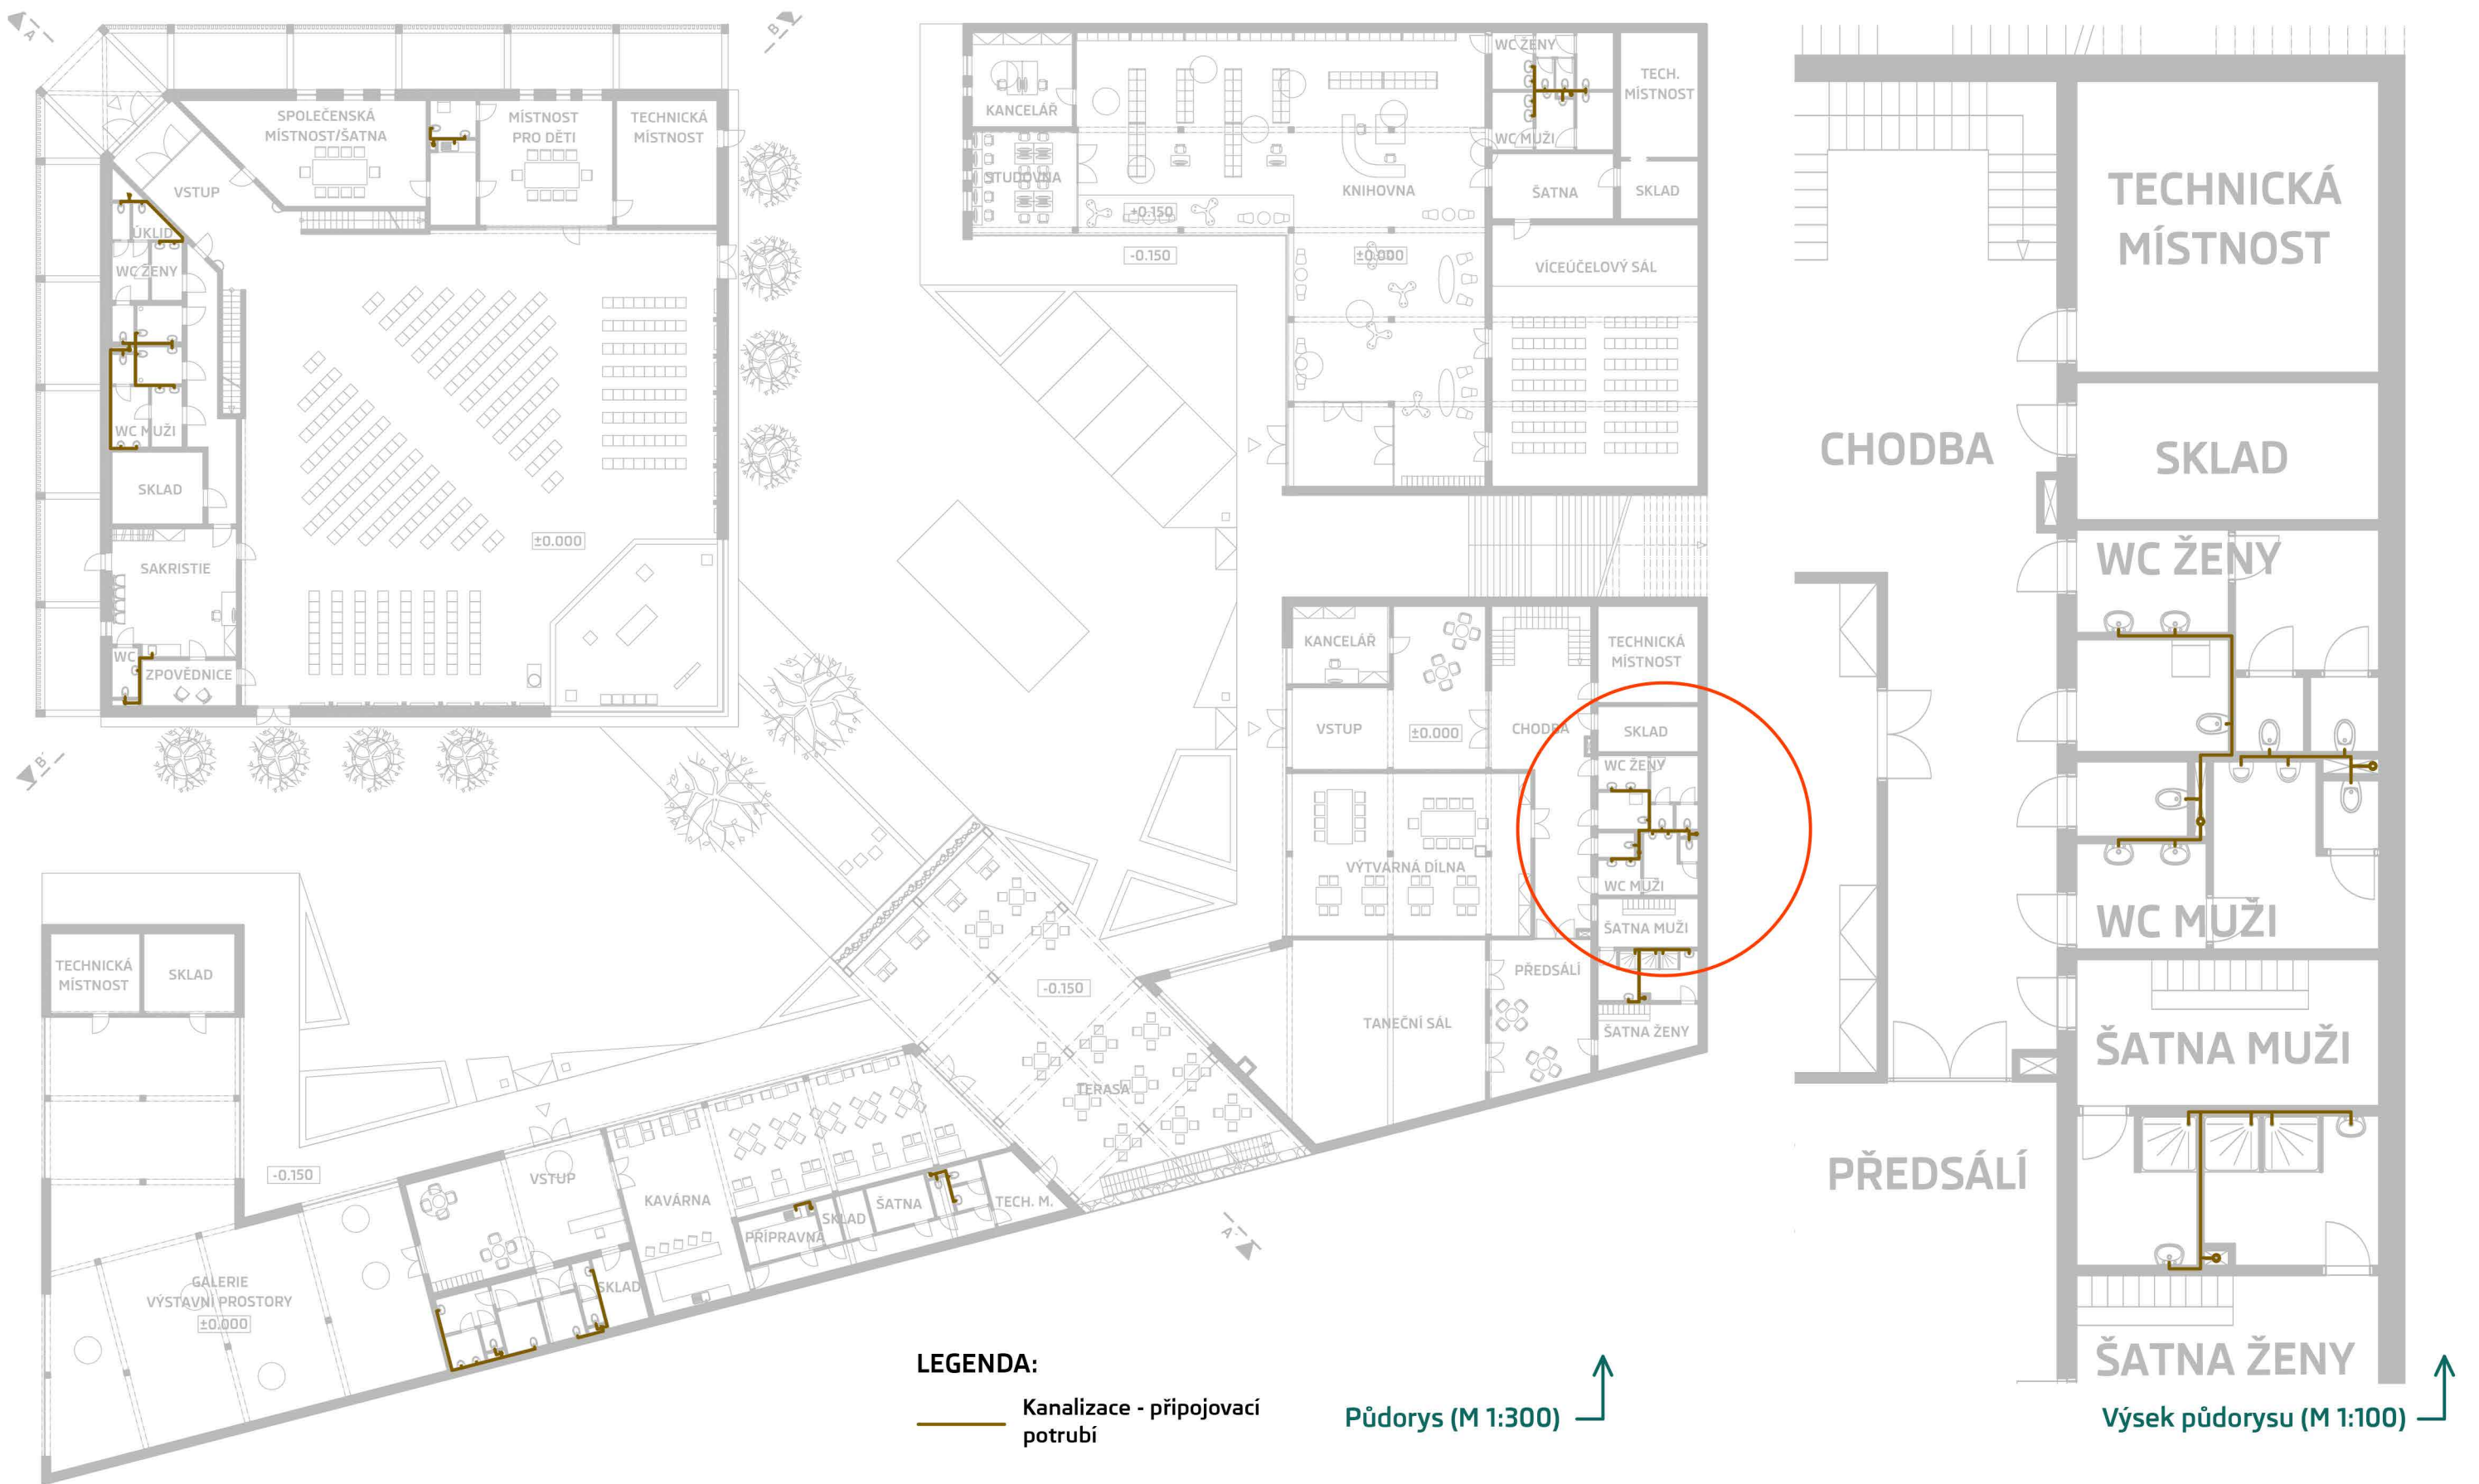 A
B
SPOLEČENSKÁ
MÍSTNOST/ŠATNA
MÍSTNOST
PRO DĚTI
TECHNICKÁ
MÍSTNOST
VSTUP
ÚKLID
WC ŽENY
WC MUŽI
SKLAD
±0.000
SAKRISTIE
WC
ZPOVĚDNICE
B
KANCELÁŘ
WC ŽENY
TECH.
MÍSTNOST
WC MUŽI
STUDOVNA
KNIHOVNA
ŠATNA
SKLAD
±0.150
-0.150
±0.000
VÍCEÚČELOVÝ SÁL
KANCELÁŘ
TECHNICKÁ
MÍSTNOST
VSTUP
±0.000
CHODBA
SKLAD
WC ŽENY
VÝTVARNÁ DÍLNA
WC MUŽI
ŠATNA MUŽI
PŘEDSÁLÍ
TANEČNÍ SÁL
ŠATNA ŽENY
TECHNICKÁ
MÍSTNOST
SKLAD
-0.150
-0.150
TERASA
VSTUP
KAVÁRNA
ŠATNA
TECH. M.
SKLAD
PŘÍPRAVNA
SKLAD
GALERIE
VÝSTAVNÍ PROSTORY
±0.000
A
TECHNICKÁ
MÍSTNOST
CHODBA
SKLAD
WC ŽENY
WC MUŽI
ŠATNA MUŽI
PŘEDSÁLÍ
ŠATNA ŽENY
LEGENDA:
Kanalizace - připojovací
potrubí
Půdorys (M 1:300)
Výsek půdorysu (M 1:100)